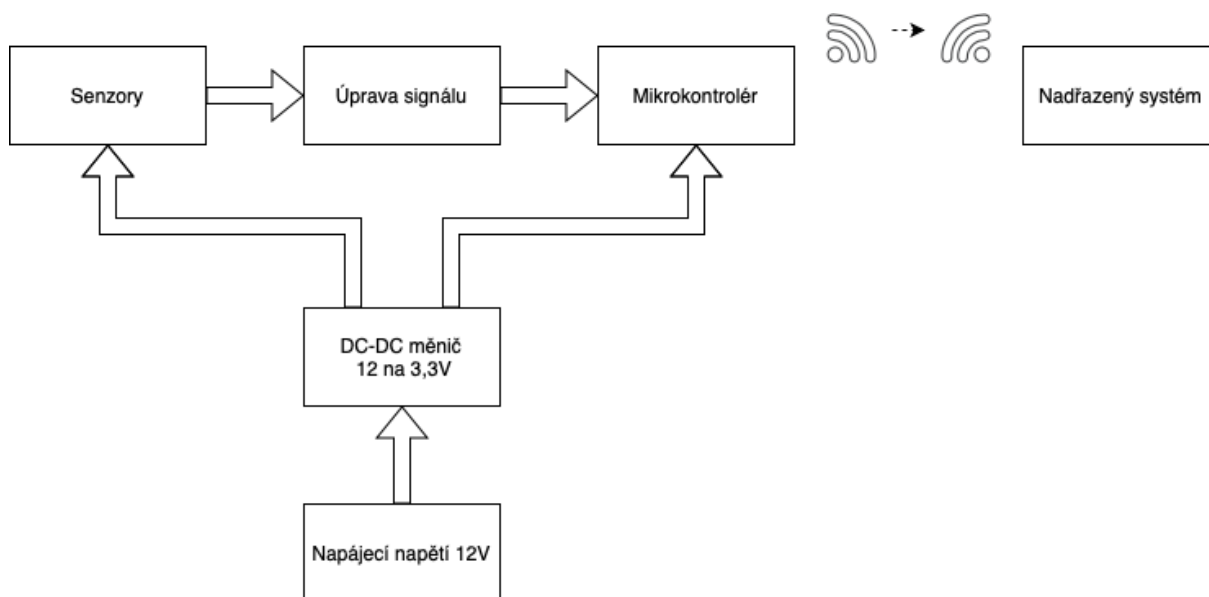 Senzory
Úprava signálu
Mikrokontrolér
Nadřazený systém
DC-DC měnič
12 na 3,3V
Napájecí napětí 12V